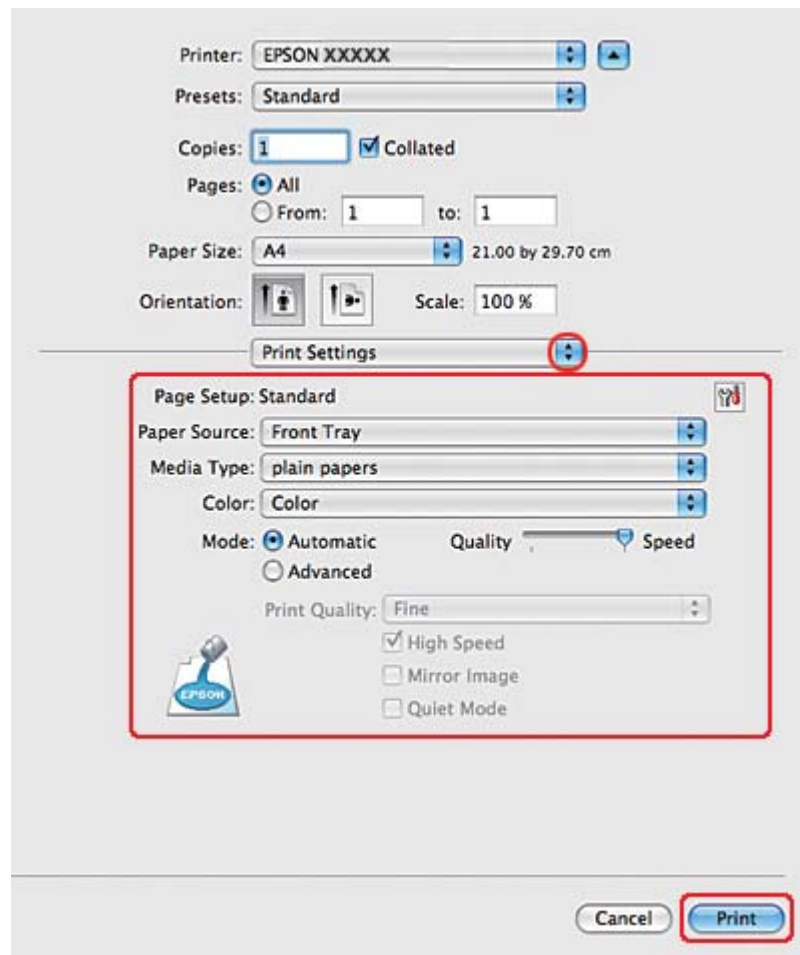 Printer: EPSON XXXXX
Presets: Standard
Copies: 1 Collated
Pages: All
From: 1 to: 1
Paper Size: A4 21.00 by 29.70 cm
Orientation: Scale: 100 %
Print Settings
Page Setup: Standard
Paper Source: Front Tray
Media Type: plain papers
Color: Color
Mode: Automatic Quality Speed
Advanced
Print Quality: Fine
High Speed
Mirror Image
EPSON
Quiet Mode
Cancel Print